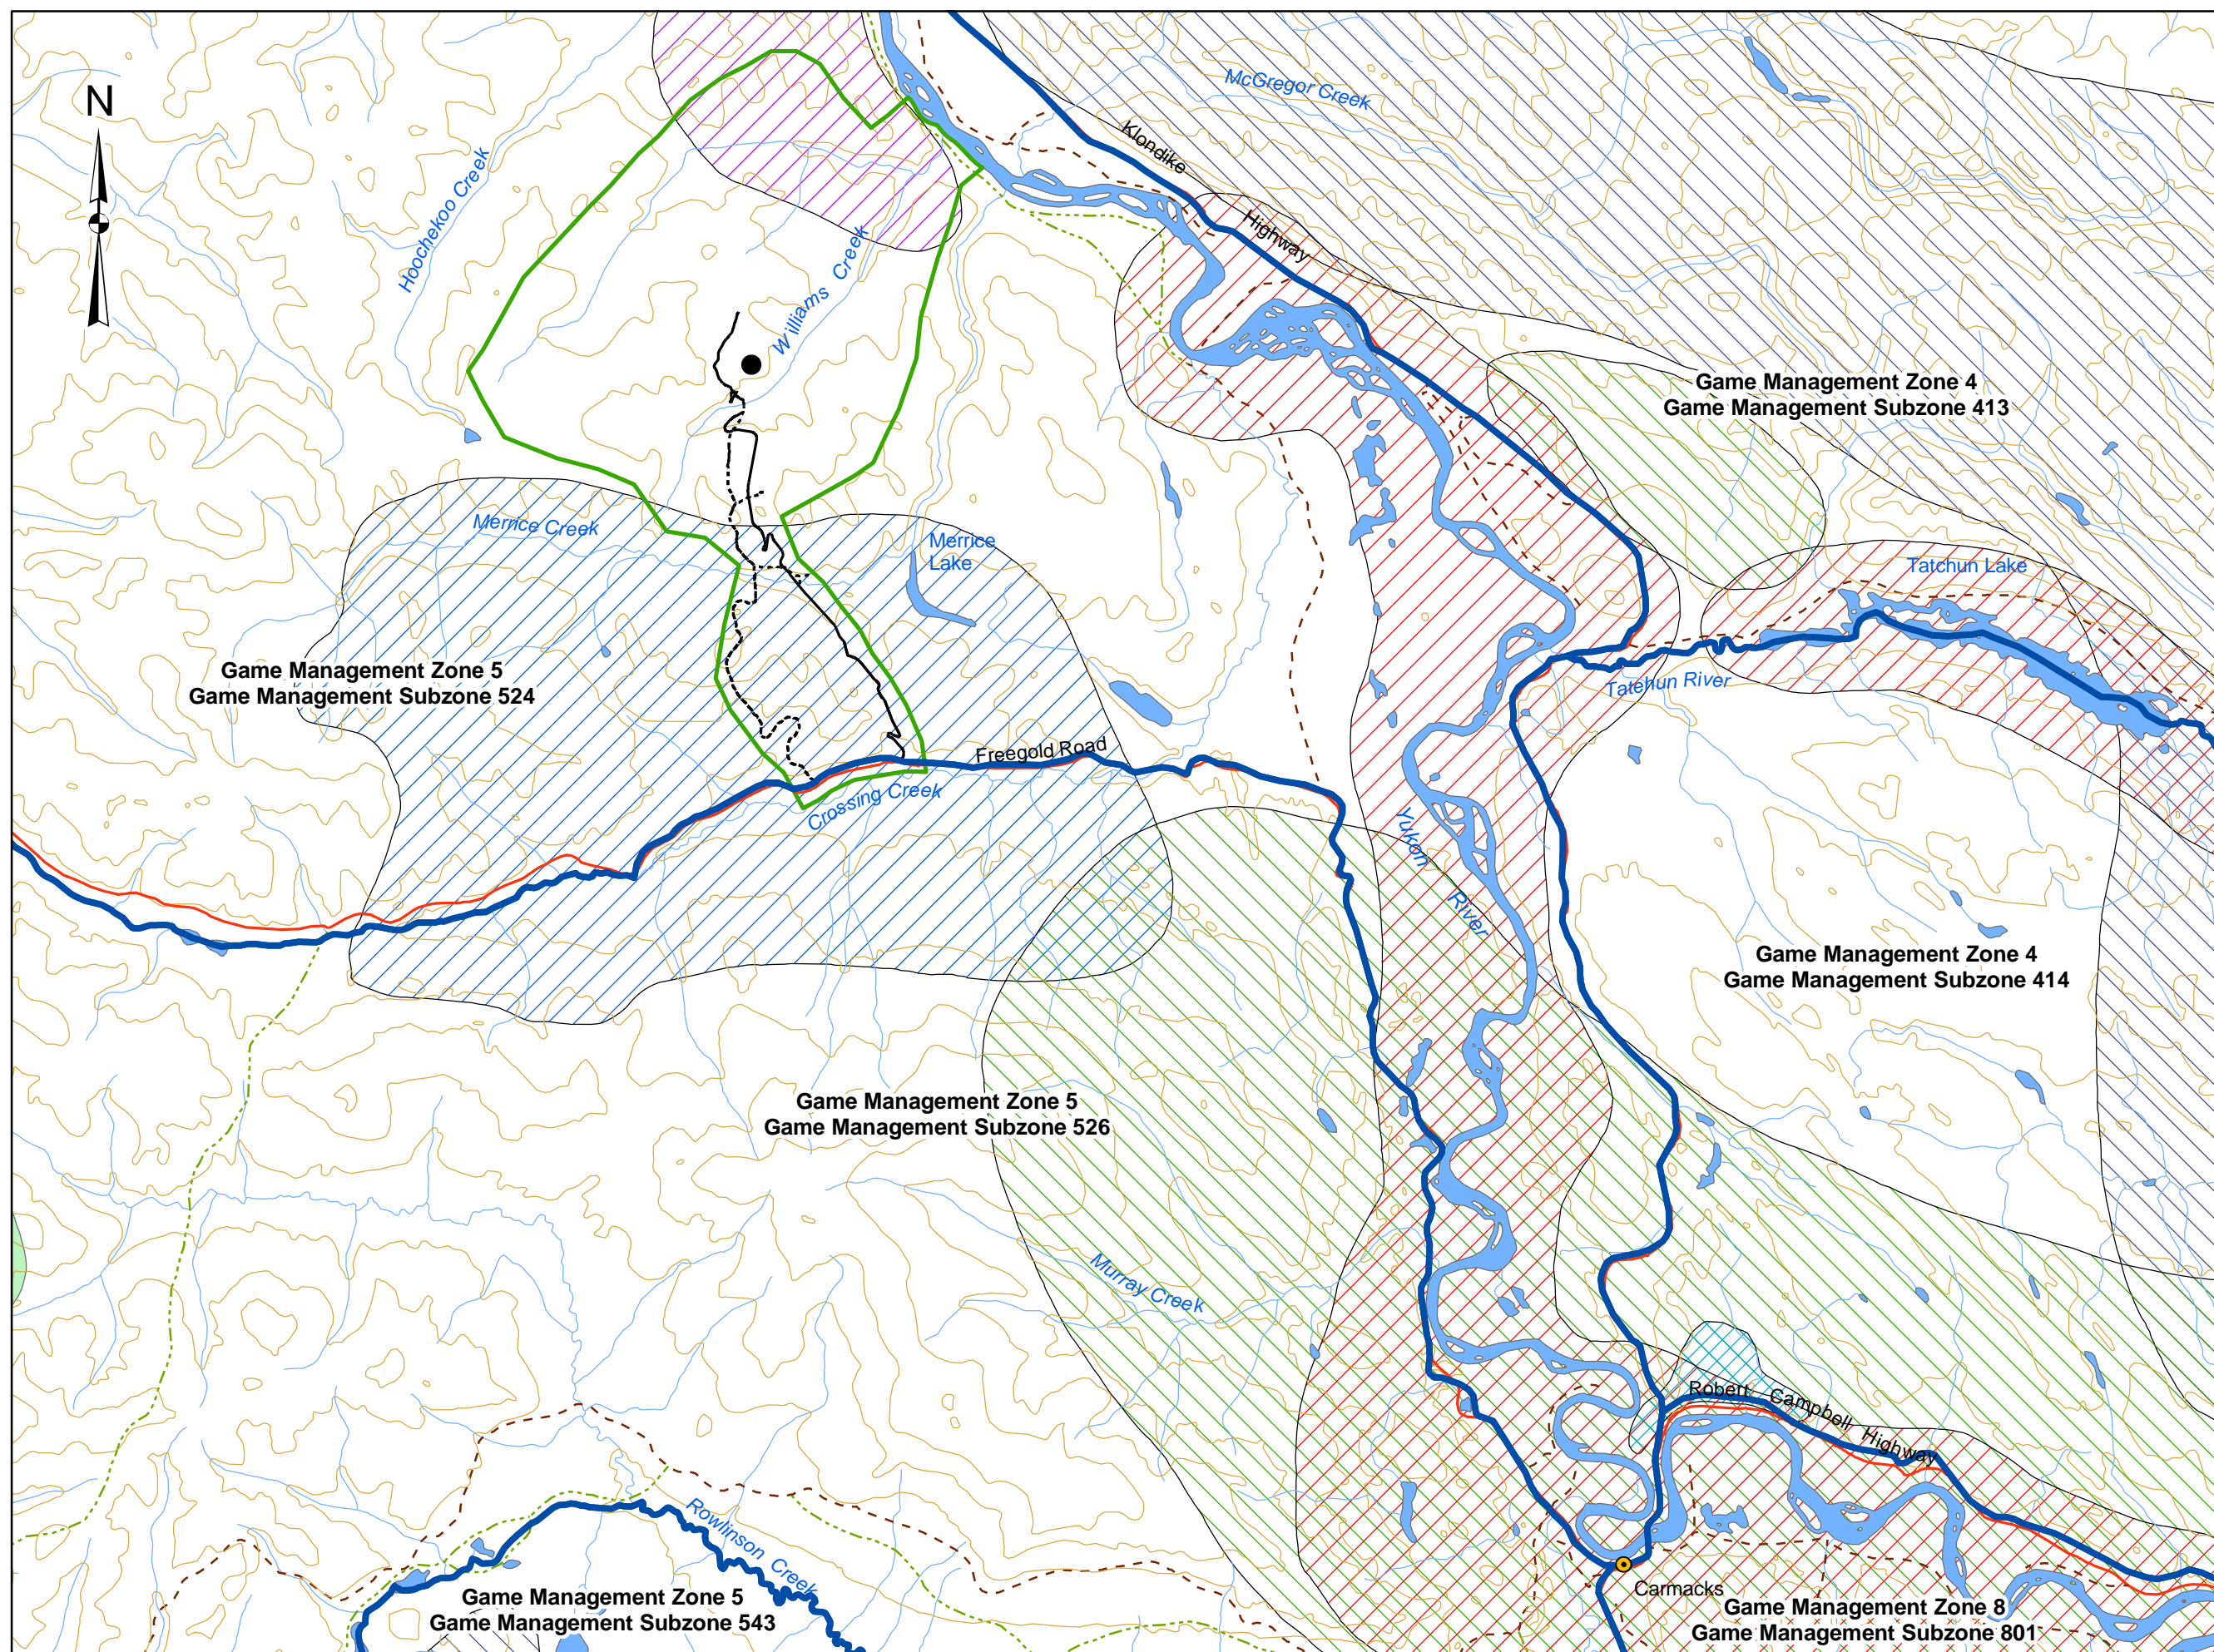 N
McGregor Creek
Klondike
Highway
Hoochekoo Creek
Williams Creek
Game Management Zone 4
Game Management Subzone 413
Merrice Creek
Merrice
Lake
Tatchun Lake
Game Management Zone 5
Game Management Subzone 524
Tatchun River
Freegold Road
Crossing Creek
Yukon
River
Game Management Zone 4
Game Management Subzone 414
Game Management Zone 5
Game Management Subzone 526
Murray Creek
Robert Campbell Highway
Rowlinson Creek
Carmacks
Game Management Zone 5
Game Management Subzone 543
Game Management Zone 8
Game Management Subzone 801